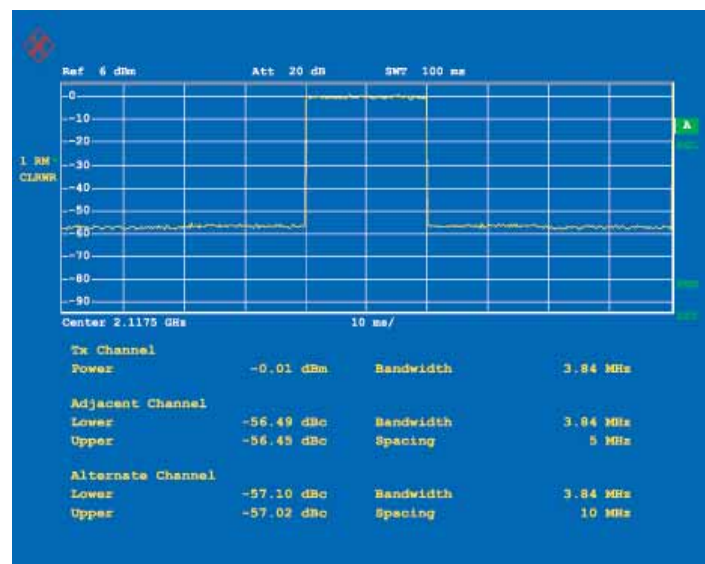 Ref 6 dBm Att 20 dB SWT 100 ms
0
-10
A
-20
1 RM
-30
CLRWR
-40
-50
-60
-70
-80
-90
Center 2.1175 GHz 10 ms/
Tx Channel
Power -0.01 dBm Bandwidth 3.84 MHz
Adjacent Channel
Lower -56.49 dBc Bandwidth 3.84 MHz
Upper -56.45 dBc Spacing 5 MHz
Alternate Channel
Lower -57.10 dBc Bandwidth 3.84 MHz
Upper -57.02 dBc Spacing 10 MHz